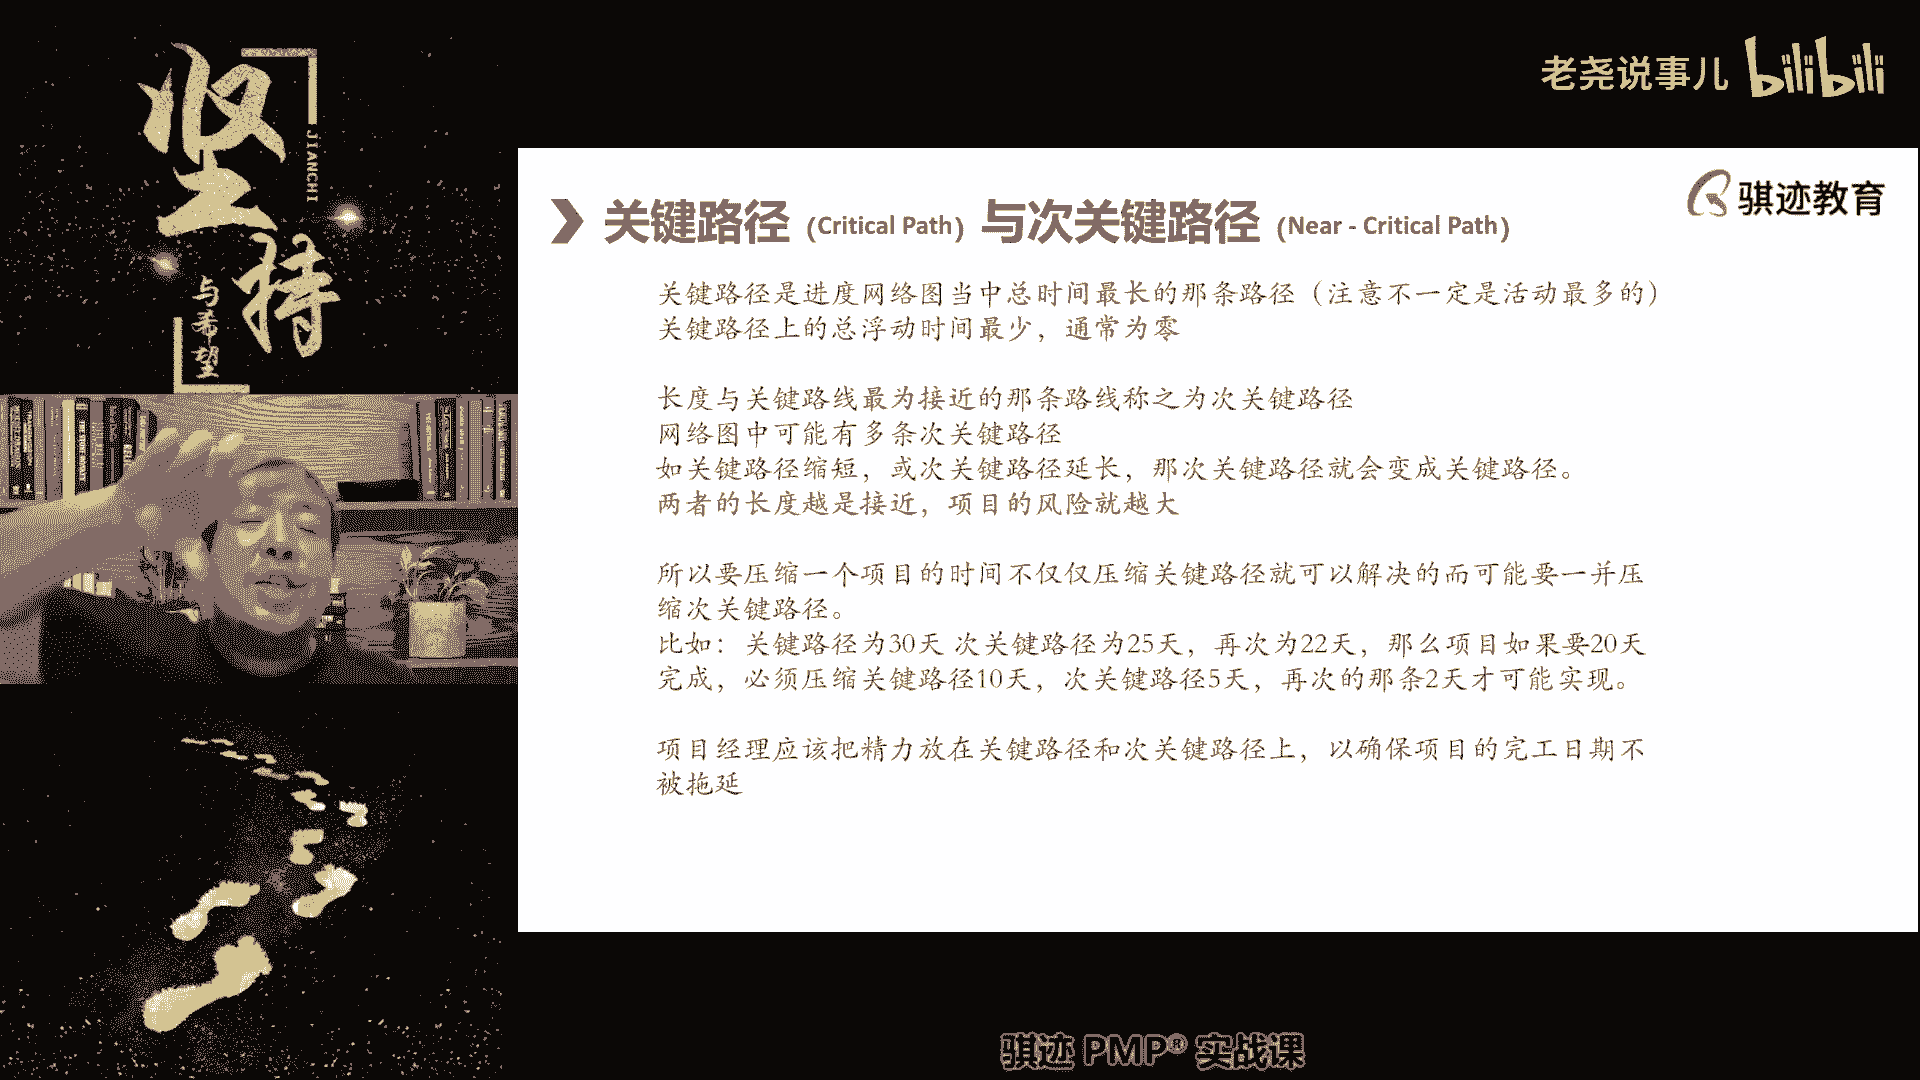 坚持
JIANCHI
与希望
老尧说事儿 bilibili
骐迹教育
关键路径 (Critical Path) 与次关键路径 (Near - Critical Path)
关键路径是进度网络图当中总时间最长的那条路径（注意不一定是活动最多的）
关键路径上的总浮动时间最少，通常为零
长度与关键路线最为接近的那条路线称之为次关键路径
网络图中可能有多条次关键路径
如关键路径缩短，或次关键路径延长，那次关键路径就会变成关键路径。
两者的长度越是接近，项目的风险就越大
所以要压缩一个项目的时间不仅仅压缩关键路径就可以解决的而可能要一并压
缩次关键路径。
比如：关键路径为30天 次关键路径为25天，再次为22天，那么项目如果要20天
完成，必须压缩关键路径10天，次关键路径5天，再次的那条2天才可能实现。
项目经理应该把精力放在关键路径和次关键路径上，以确保项目的完工日期不
被拖延
骐迹 PMP® 实战课